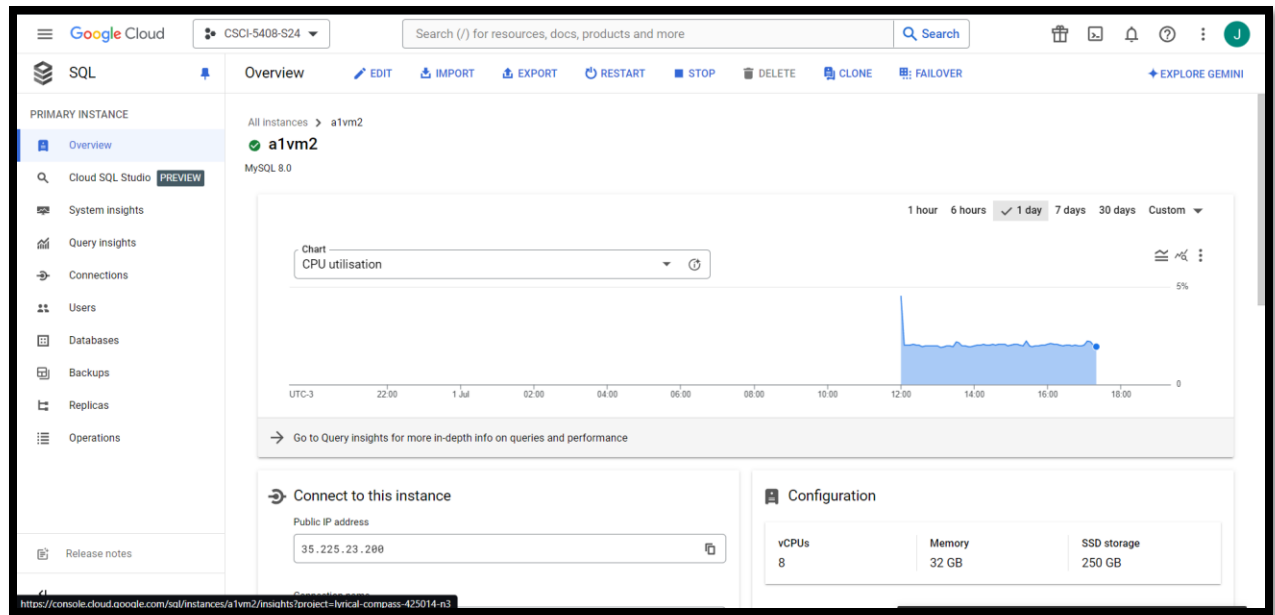 Google Cloud
CSCI-5408-S24
Search (/) for resources, docs, products and more
Search
J
SQL
Overview
EDIT
IMPORT
EXPORT
RESTART
STOP
DELETE
CLONE
FAILOVER
EXPLORE GEMINI
PRIMARY INSTANCE
Overview
Cloud SQL Studio PREVIEW
System insights
Query insights
Connections
Users
Databases
Backups
Replicas
Operations
Release notes
All instances > a1vm2
a1vm2
MySQL 8.0
1 hour 6 hours 1 day 7 days 30 days Custom
Chart
CPU utilisation
5%
0
UTC-3 22:00 1 Jul 02:00 04:00 06:00 08:00 10:00 12:00 14:00 16:00 18:00
Go to Query insights for more in-depth info on queries and performance
Connect to this instance
Public IP address
35.225.23.200
Connection name
Configuration
vCPUs
8
Memory
32 GB
SSD storage
250 GB
https://console.cloud.google.com/sql/instances/a1vm2/insights?project=lyrical-compass-425014-n3